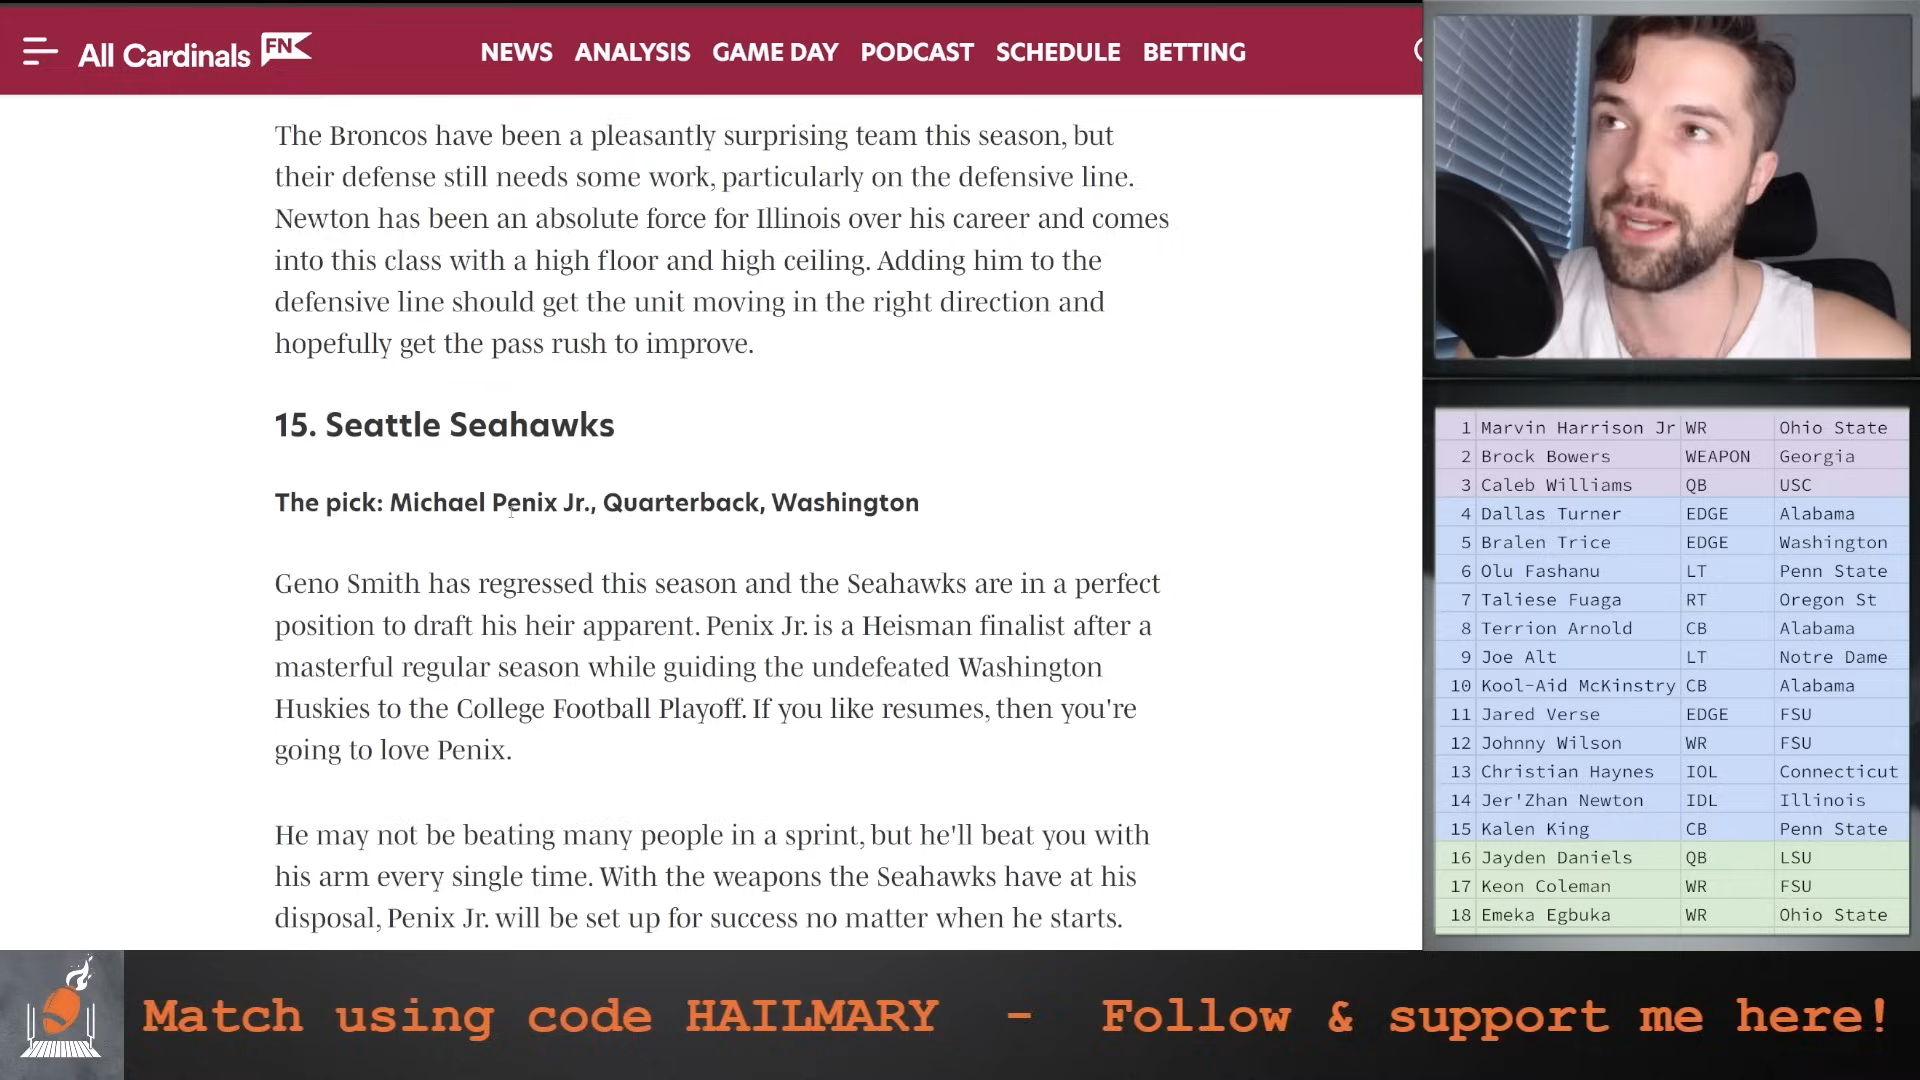 All Cardinals FN
NEWS ANALYSIS GAME DAY PODCAST SCHEDULE BETTING
The Broncos have been a pleasantly surprising team this season, but
their defense still needs some work, particularly on the defensive line.
Newton has been an absolute force for Illinois over his career and comes
into this class with a high floor and high ceiling. Adding him to the
defensive line should get the unit moving in the right direction and
hopefully get the pass rush to improve.
15. Seattle Seahawks
The pick: Michael Penix Jr., Quarterback, Washington
Geno Smith has regressed this season and the Seahawks are in a perfect
position to draft his heir apparent. Penix Jr. is a Heisman finalist after a
masterful regular season while guiding the undefeated Washington
Huskies to the College Football Playoff. If you like resumes, then you're
going to love Penix.
He may not be beating many people in a sprint, but he'll beat you with
his arm every single time. With the weapons the Seahawks have at his
disposal, Penix Jr. will be set up for success no matter when he starts.
1 Marvin Harrison Jr WR Ohio State
2 Brock Bowers WEAPON Georgia
3 Caleb Williams QB USC
4 Dallas Turner EDGE Alabama
5 Bralen Trice EDGE Washington
6 Olu Fashanu LT Penn State
7 Taliese Fuaga RT Oregon St
8 Terrion Arnold CB Alabama
9 Joe Alt LT Notre Dame
10 Kool-Aid McKinstry CB Alabama
11 Jared Verse EDGE FSU
12 Johnny Wilson WR FSU
13 Christian Haynes IOL Connecticut
14 Jer'Zhan Newton IDL Illinois
15 Kalen King CB Penn State
16 Jayden Daniels QB LSU
17 Keon Coleman WR FSU
18 Emeka Egbuka WR Ohio State
Match using code HAILMARY - Follow & support me here!